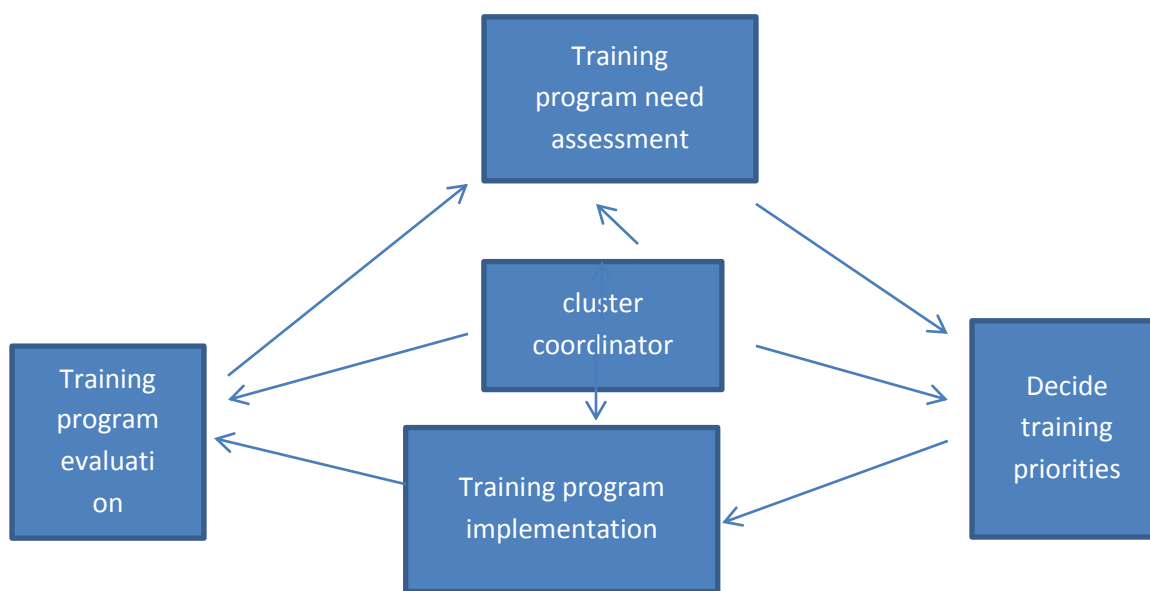 Training
program need
assessment
cluster
coordinator
Training
program
evaluati
on
Decide
training
priorities
Training program
implementation